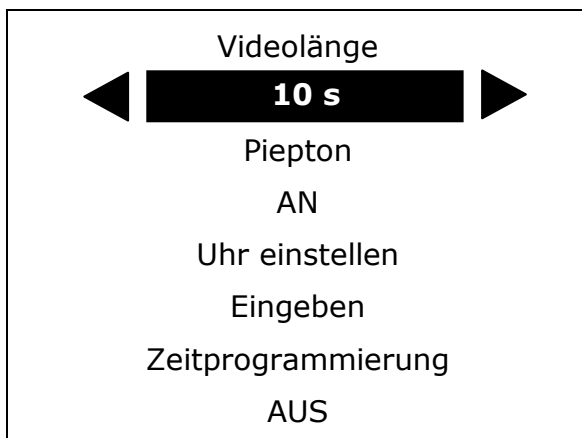 Videolänge
10 s
Piepton
AN
Uhr einstellen
Eingeben
Zeitprogrammierung
AUS